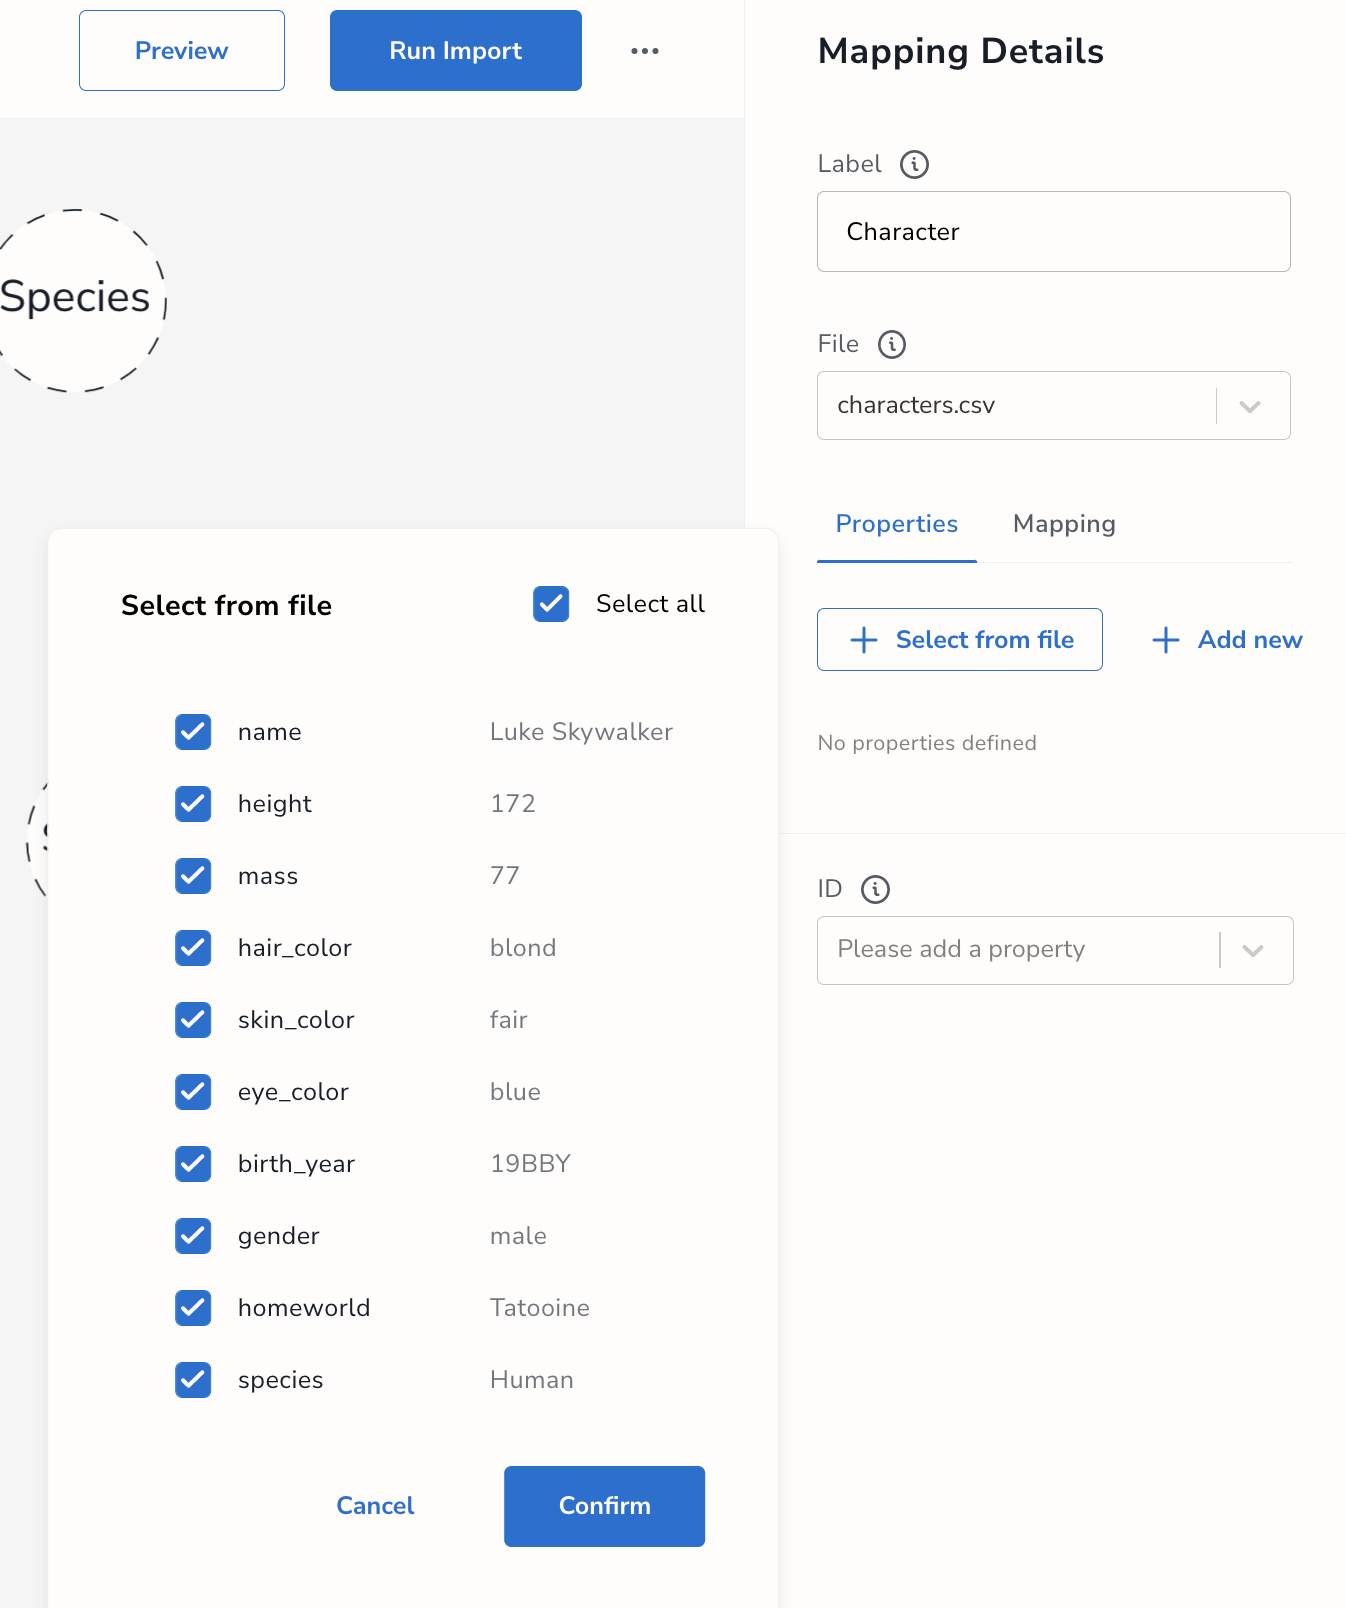 Preview
Run Import
Mapping Details
Label
Character
Species
File
characters.csv
Properties
Mapping
Select from file
Add new
No properties defined
ID
Please add a property
Select from file
Select all
name Luke Skywalker
height 172
mass 77
hair_color blond
skin_color fair
eye_color blue
birth_year 19BBY
gender male
homeworld Tatooine
species Human
Cancel
Confirm